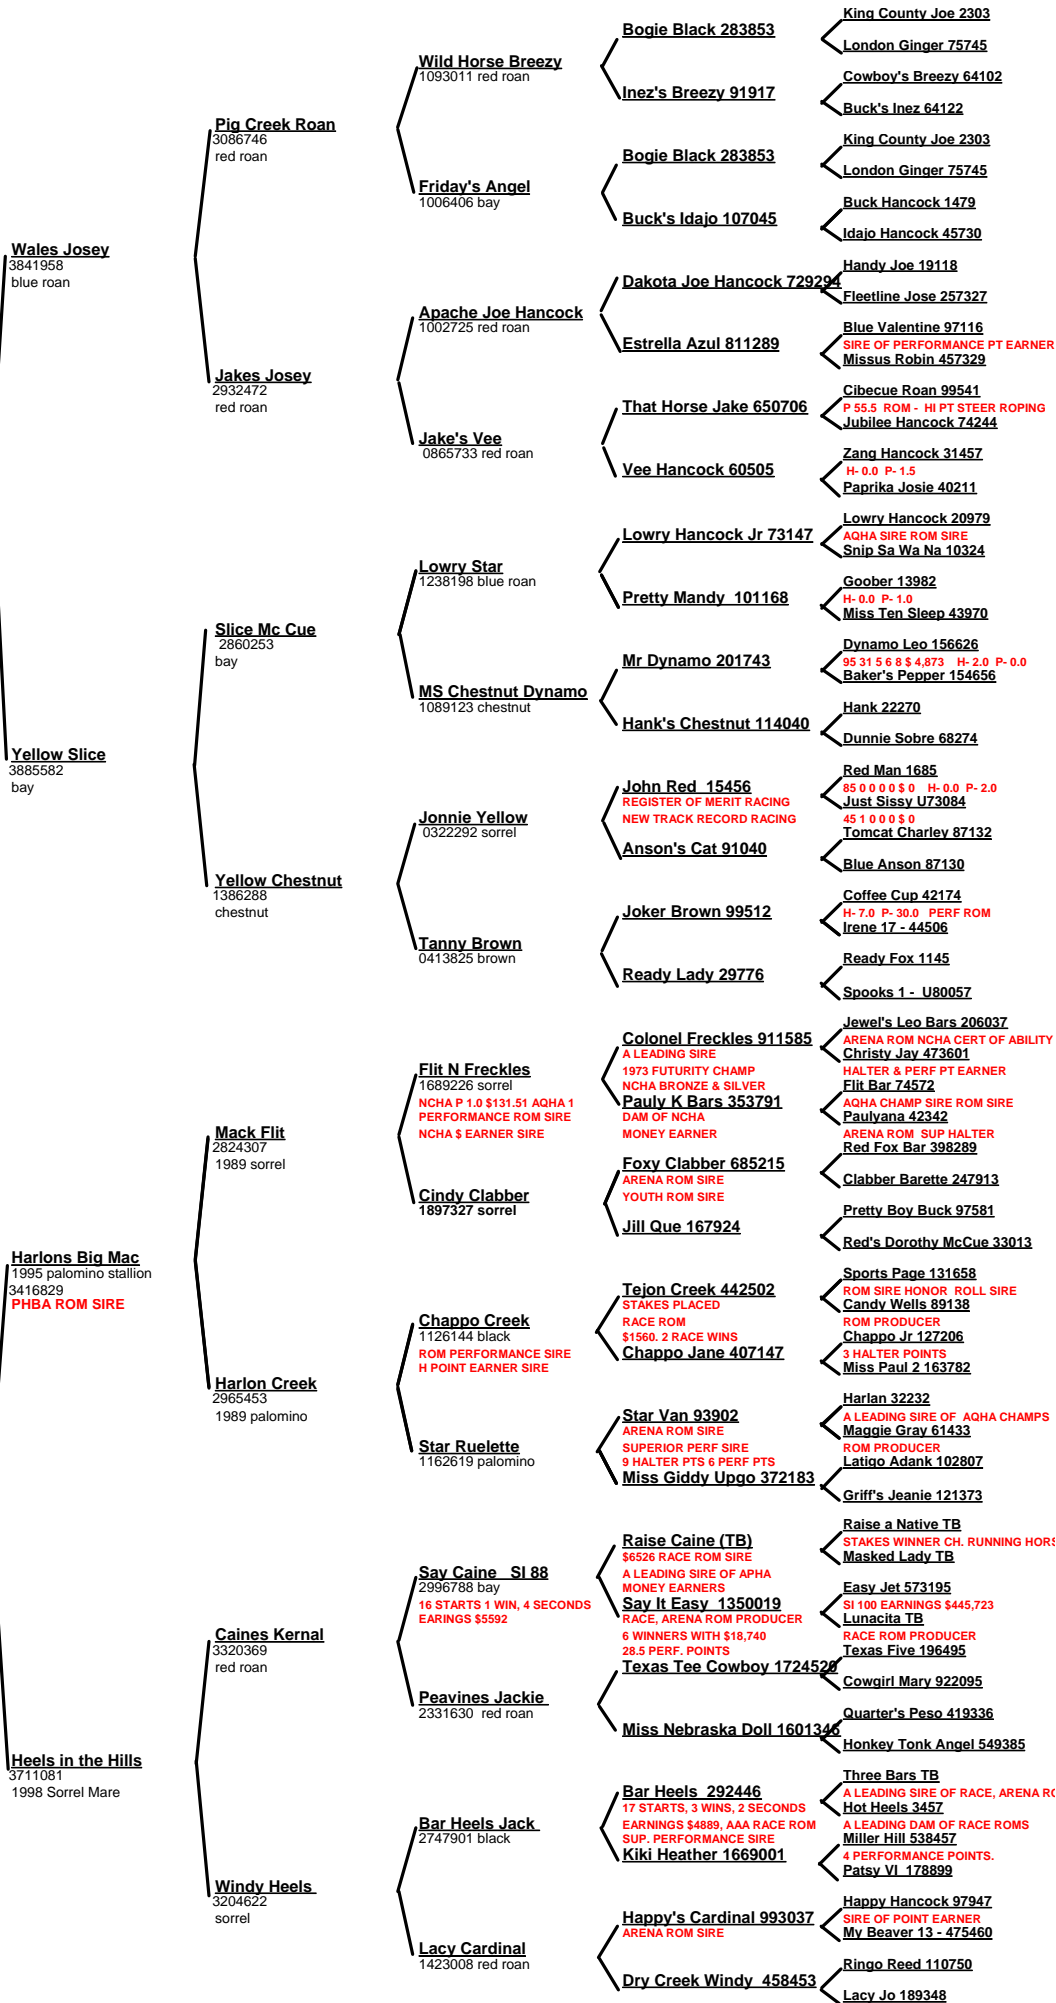 Wales Josey
3841958
blue roan
Yellow Slice
3885582
bay
Harlons Big Mac
1995 palomino stallion
3416829
PHBA ROM SIRE
Heels in the Hills
3711081
1998 Sorrel Mare
Pig Creek Roan
3086746
red roan
Jakes Josey
2932472
red roan
Slice Mc Cue
2860253
bay
Yellow Chestnut
1386288
chestnut
Mack Flit
2824307
1989 sorrel
Harlon Creek
2965453
1989 palomino
Caines Kernal
3320369
red roan
Windy Heels
3204622
sorrel
Wild Horse Breezy
1093011 red roan
Friday's Angel
1006406 bay
Apache Joe Hancock
1002725 red roan
Jake's Vee
0865733 red roan
Lowry Star
1238198 blue roan
MS Chestnut Dynamo
1089123 chestnut
Jonnie Yellow
0322292 sorrel
Tanny Brown
0413825 brown
Flit N Freckles
1689226 sorrel
NCHA P 1.0 $131.51 AQHA 1
PERFORMANCE ROM SIRE
NCHA $ EARNER SIRE
Cindy Clabber
1897327 sorrel
Chappo Creek
1126144 black
ROM PERFORMANCE SIRE
H POINT EARNER SIRE
Star Ruelette
1162619 palomino
Say Caine SI 88
2996788 bay
16 STARTS 1 WIN, 4 SECONDS
EARINGS $5592
Peavines Jackie
2331630 red roan
Bar Heels Jack
2747901 black
Lacy Cardinal
1423008 red roan
Bogie Black 283853
Inez's Breezy 91917
Bogie Black 283853
Buck's Idajo 107045
Dakota Joe Hancock 729294
Estrella Azul 811289
That Horse Jake 650706
Vee Hancock 60505
Lowry Hancock Jr 73147
Pretty Mandy 101168
Mr Dynamo 201743
Hank's Chestnut 114040
John Red 15456
REGISTER OF MERIT RACING
NEW TRACK RECORD RACING
Anson's Cat 91040
Joker Brown 99512
Ready Lady 29776
Colonel Freckles 911585
A LEADING SIRE
1973 FUTURITY CHAMP
NCHA BRONZE & SILVER
Pauly K Bars 353791
DAM OF NCHA
MONEY EARNER
Foxy Clabber 685215
ARENA ROM SIRE
YOUTH ROM SIRE
Jill Que 167924
Tejon Creek 442502
STAKES PLACED
RACE ROM
$1560. 2 RACE WINS
Chappo Jane 407147
Star Van 93902
ARENA ROM SIRE
SUPERIOR PERF SIRE
9 HALTER PTS 6 PERF PTS
Miss Giddy Upgo 372183
Raise Caine (TB)
$6526 RACE ROM SIRE
A LEADING SIRE OF APHA
MONEY EARNERS
Say It Easy 1350019
RACE, ARENA ROM PRODUCER
6 WINNERS WITH $18,740
28.5 PERF. POINTS
Texas Tee Cowboy 1724520
Miss Nebraska Doll 1601346
Bar Heels 292446
17 STARTS, 3 WINS, 2 SECONDS
EARNINGS $4889, AAA RACE ROM
SUP. PERFORMANCE SIRE
Kiki Heather 1669001
Happy's Cardinal 993037
ARENA ROM SIRE
Dry Creek Windy 458453
King County Joe 2303
London Ginger 75745
Cowboy's Breezy 64102
Buck's Inez 64122
King County Joe 2303
London Ginger 75745
Buck Hancock 1479
Idajo Hancock 45730
Handy Joe 19118
Fleetline Jose 257327
Blue Valentine 97116
SIRE OF PERFORMANCE PT EARNER
Missus Robin 457329
Cibecue Roan 99541
P 55.5 ROM - HI PT STEER ROPING
Jubilee Hancock 74244
Zang Hancock 31457
H- 0.0 P- 1.5
Paprika Josie 40211
Lowry Hancock 20979
AQHA SIRE ROM SIRE
Snip Sa Wa Na 10324
Goober 13982
H- 0.0 P- 1.0
Miss Ten Sleep 43970
Dynamo Leo 156626
95 31 5 6 8 $ 4,873 H- 2.0 P- 0.0
Baker's Pepper 154656
Hank 22270
Dunnie Sobre 68274
Red Man 1685
85 0 0 0 0 $ 0 H- 0.0 P- 2.0
Just Sissy U73084
45 1 0 0 0 $ 0
Tomcat Charley 87132
Blue Anson 87130
Coffee Cup 42174
H- 7.0 P- 30.0 PERF ROM
Irene 17 - 44506
Ready Fox 1145
Spooks 1 - U80057
Jewel's Leo Bars 206037
ARENA ROM NCHA CERT OF ABILITY
Christy Jay 473601
HALTER & PERF PT EARNER
Flit Bar 74572
AQHA CHAMP SIRE ROM SIRE
Paulyana 42342
ARENA ROM SUP HALTER
Red Fox Bar 398289
Clabber Barette 247913
Pretty Boy Buck 97581
Red's Dorothy McCue 33013
Sports Page 131658
ROM SIRE HONOR ROLL SIRE
Candy Wells 89138
ROM PRODUCER
Chappo Jr 127206
3 HALTER POINTS
Miss Paul 2 163782
Harlan 32232
A LEADING SIRE OF AQHA CHAMPS
Maggie Gray 61433
ROM PRODUCER
Latigo Adank 102807
Griff's Jeanie 121373
Raise a Native TB
STAKES WINNER CH. RUNNING HORS
Masked Lady TB
Easy Jet 573195
SI 100 EARNINGS $445,723
Lunacita TB
RACE ROM PRODUCER
Texas Five 196495
Cowgirl Mary 922095
Quarter's Peso 419336
Honkey Tonk Angel 549385
Three Bars TB
A LEADING SIRE OF RACE, ARENA RO
Hot Heels 3457
A LEADING DAM OF RACE ROMS
Miller Hill 538457
4 PERFORMANCE POINTS.
Patsy VI 178899
Happy Hancock 97947
SIRE OF POINT EARNER
My Beaver 13 - 475460
Ringo Reed 110750
Lacy Jo 189348